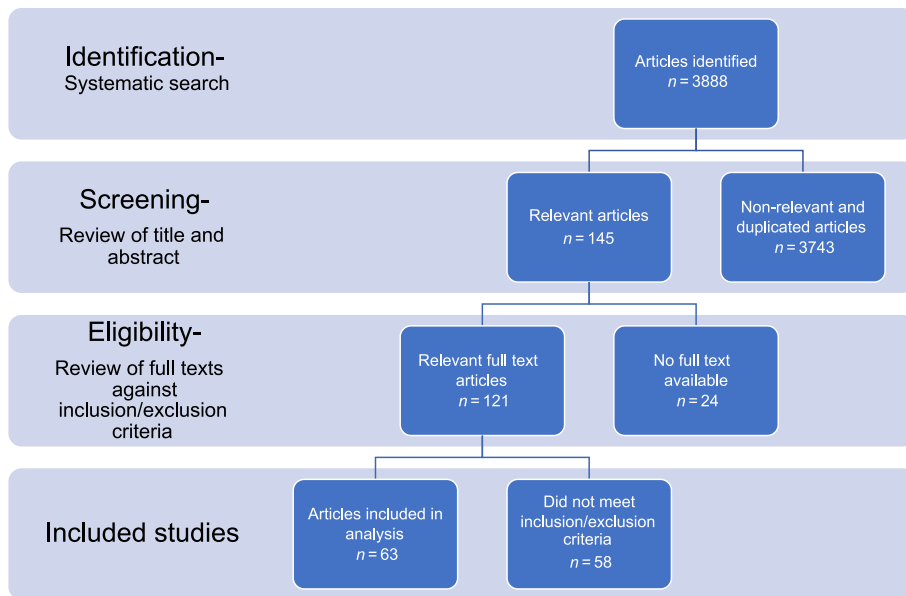 Identification-
Systematic search
Articles identified
n = 3888
Screening-
Review of title and
abstract
Relevant articles
n = 145
Non-relevant and
duplicated articles
n = 3743
Eligibility-
Review of full texts
against
inclusion/exclusion
criteria
Relevant full text
articles
n = 121
No full text
available
n = 24
Included studies
Articles included in
analysis
n = 63
Did not meet
inclusion/exclusion
criteria
n = 58